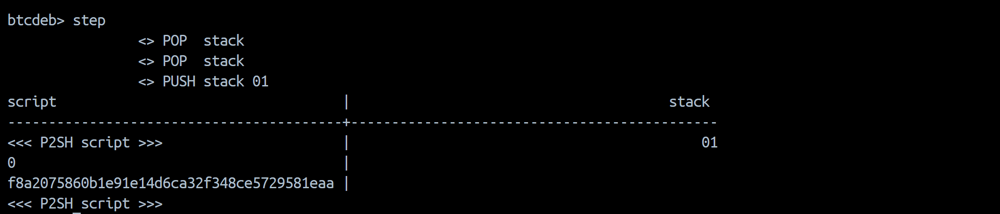 btcdeb> step
<> POP  stack
<> POP  stack
<> PUSH stack 01
script | stack
-----------------------------------------+---------------------------------------------
<<< P2SH script >>> | 01
0 |
f8a2075860b1e91e14d6ca32f348ce5729581eaa |
<<< P2SH script >>>